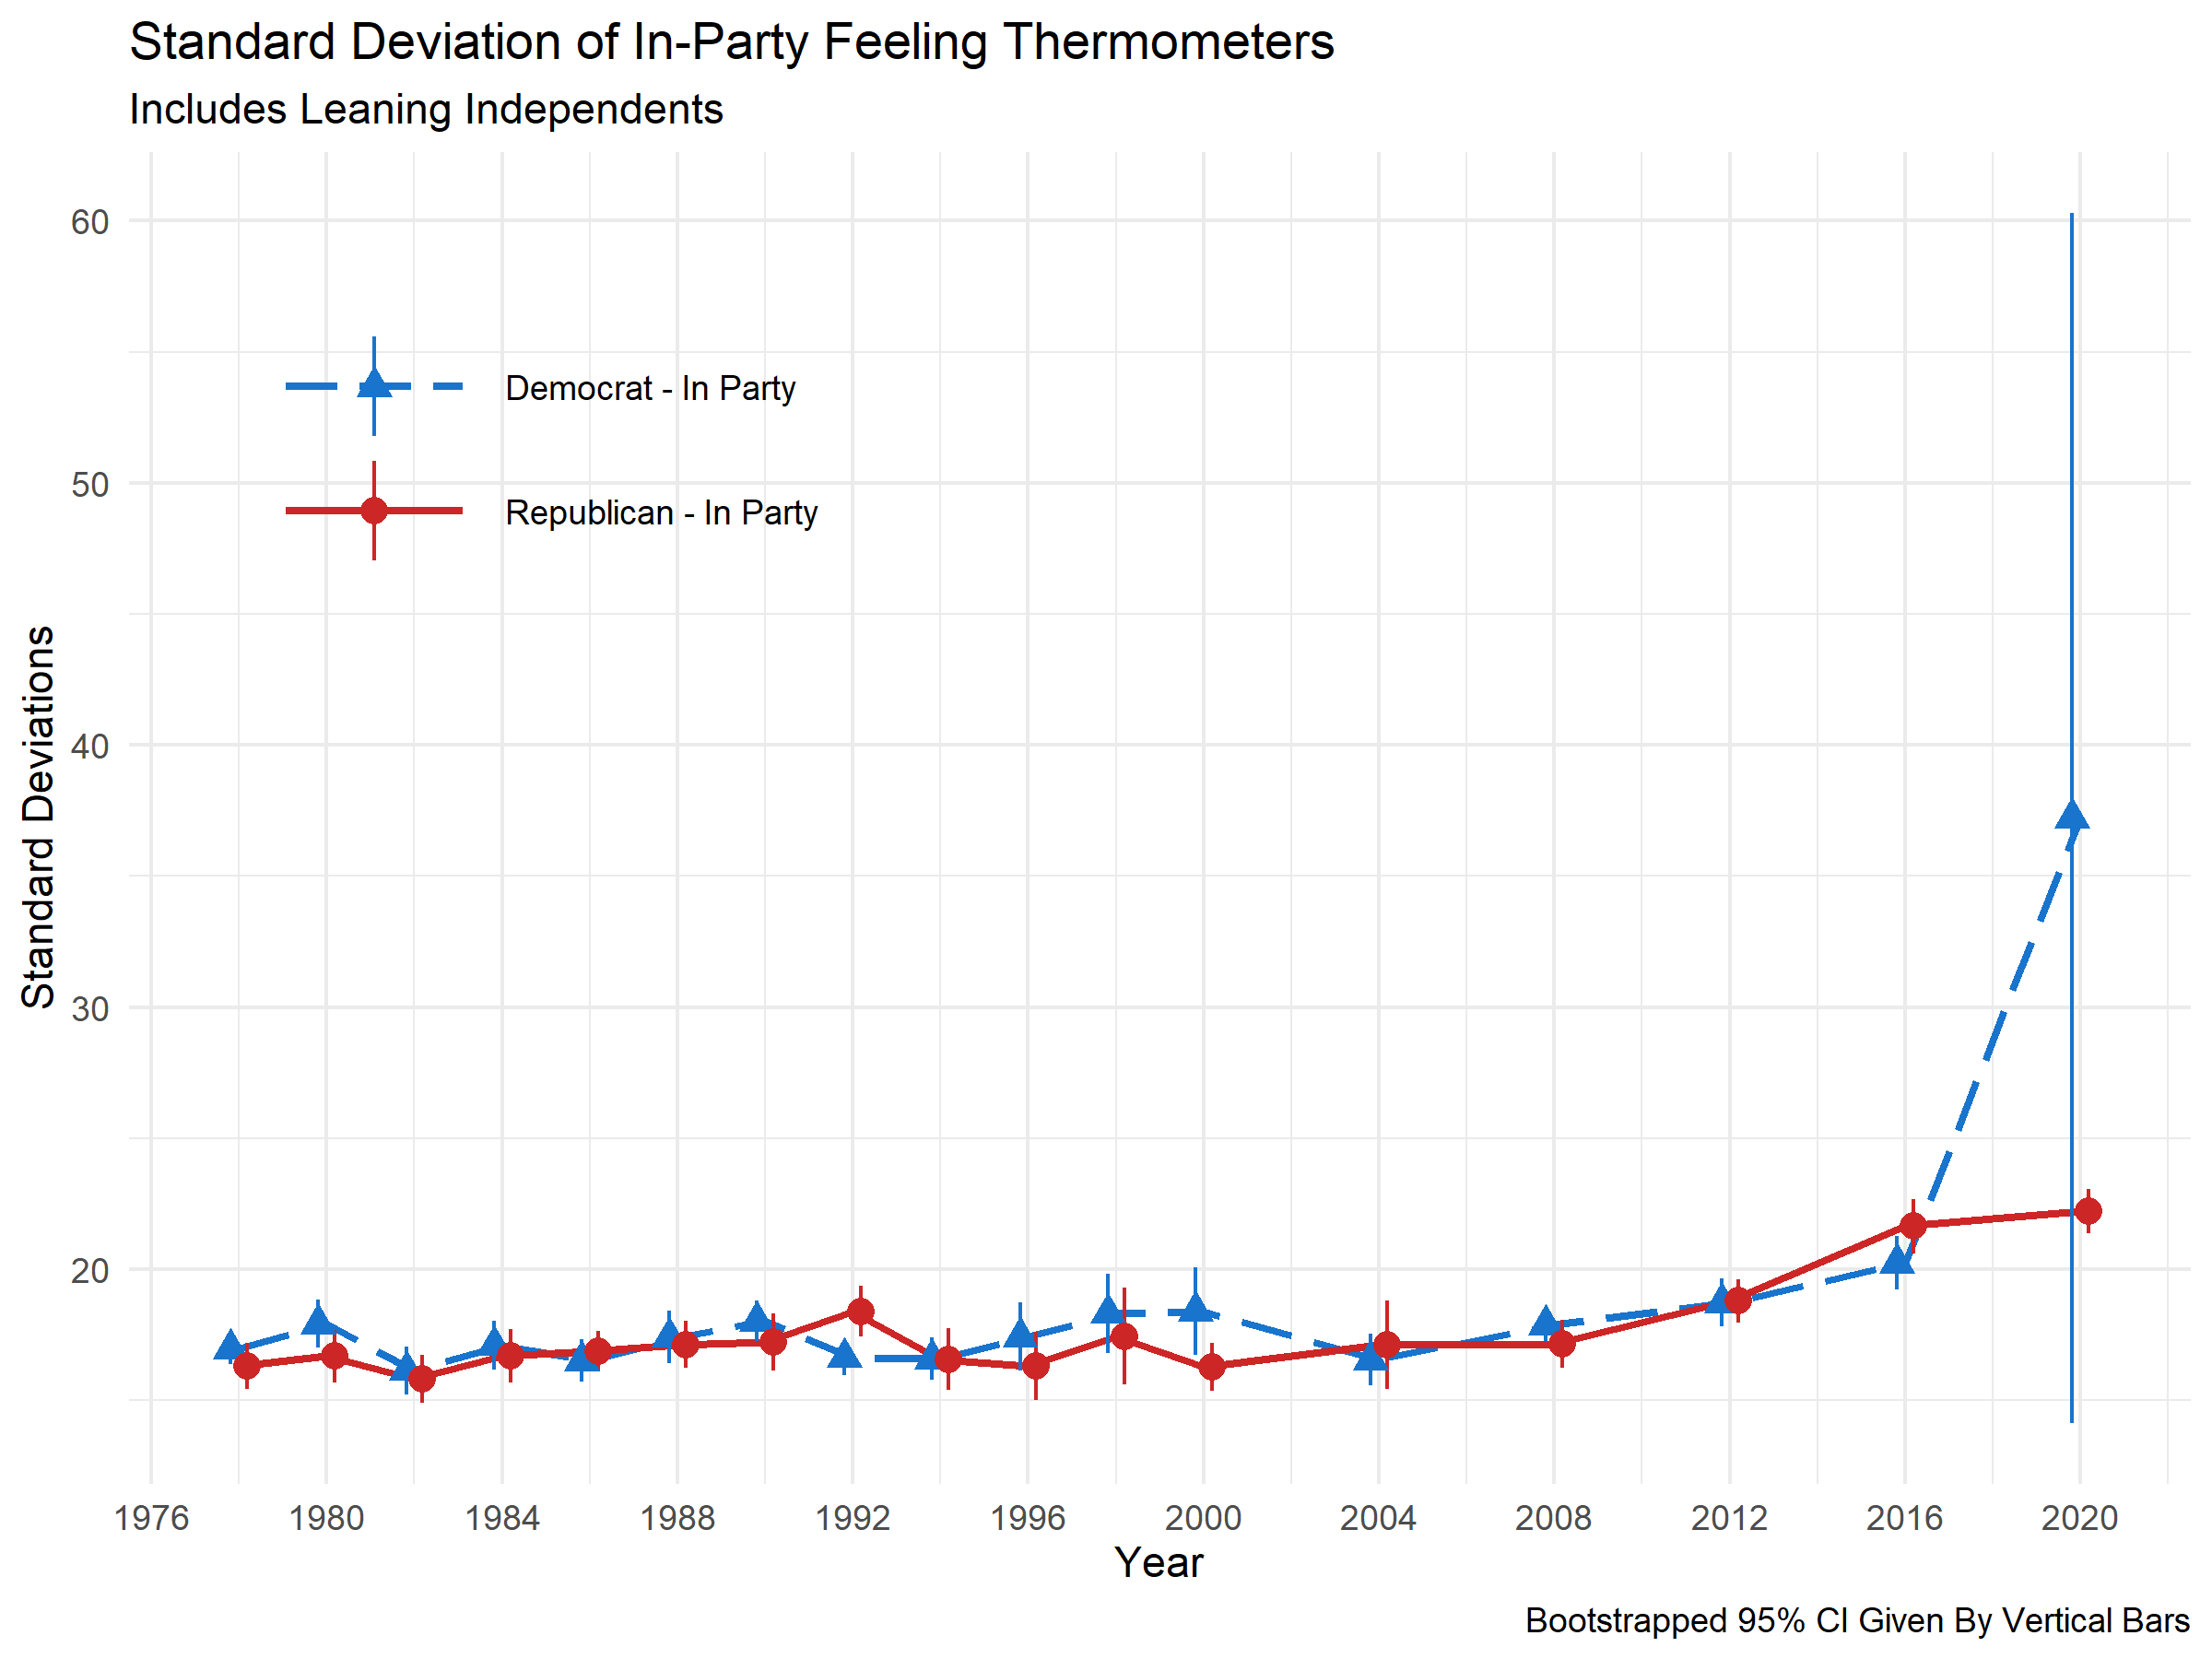 Standard Deviation of In-Party Feeling Thermometers
Includes Leaning Independents
60
50
40
30
20
Standard Deviations
Democrat - In Party
Republican - In Party
1976 1980 1984 1988 1992 1996 2000 2004 2008 2012 2016 2020
Year
Bootstrapped 95% CI Given By Vertical Bars